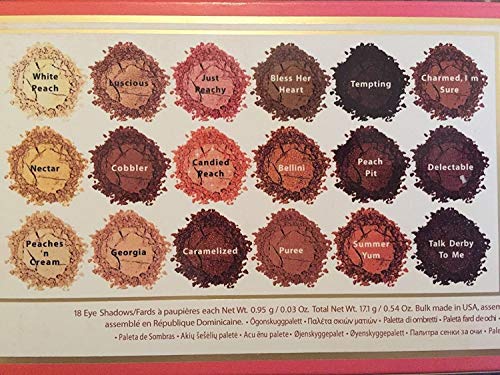 White
Peach
Luscious
Just
Peachy
Bless Her
Heart
Tempting
Charmed, I'm
Sure
Nectar
Cobbler
Candied
Peach
Bellini
Peach
Pit
Delectable
Peaches
'n
Cream
Georgia
Caramelized
Puree
Summer
Yum
Talk Derby
To Me
18 Eye Shadows/Fards à paupières each Net Wt. 0.95 g / 0.03 Oz. Total Net Wt. 17.1 g / 0.54 Oz. Bulk made in USA, assem
assemblé en République Dominicaine. • Ögonskuggpalett • Παλέτα σκιών ματιών • Paletta di ombretti • Paletă fard de ochi •
• Paleta de Sombras • Akių šešėlių paletė • Acu ēnu palete • Øjenskyggepalet • Øyenskyggepalett • Палитра сенки за очи • Pale